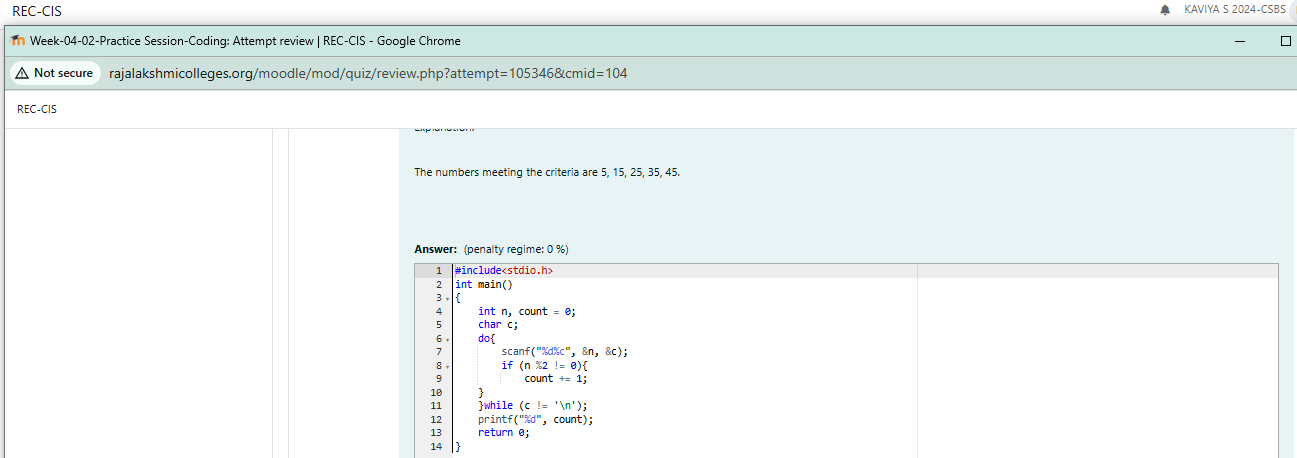 REC-CIS
KAVIYA S 2024-CSBS
Week-04-02-Practice Session-Coding: Attempt review | REC-CIS - Google Chrome
Not secure rajalakshmicolleges.org/moodle/mod/quiz/review.php?attempt=105346&cmid=104
REC-CIS
Explanation:
The numbers meeting the criteria are 5, 15, 25, 35, 45.
Answer: (penalty regime: 0 %)
1 #include<stdio.h>
2 int main()
3 {
4 int n, count = 0;
5 char c;
6 do{
7 scanf("%d%c", &n, &c);
8 if (n %2 != 0){
9 count += 1;
10 }
11 }while (c != '\n');
12 printf("%d", count);
13 return 0;
14 }